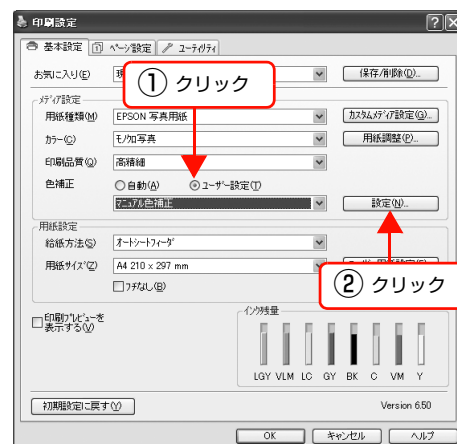 印刷設定
基本設定 ページ設定 ユーティリティ
お気に入り(F) 現 保存/削除(D)...
① クリック
メディア設定
用紙種類(M) EPSON 写真用紙 カスタムメディア設定(G)...
カラー(C) モノクロ写真 用紙調整(P)...
印刷品質(Q) 高精細
色補正 自動(A) ユーザー設定(T)
マニュアル色補正 設定(N)...
用紙設定
給紙方法(S) オートシートフィーダ
用紙サイズ(Z) A4 210 x 297 mm
フチなし(B)
② クリック
印刷プレビューを
表示する(V)
インク残量
LGY VLM LC GY BK C VM Y
初期設定に戻す(Y) Version 6.50
OK キャンセル ヘルプ